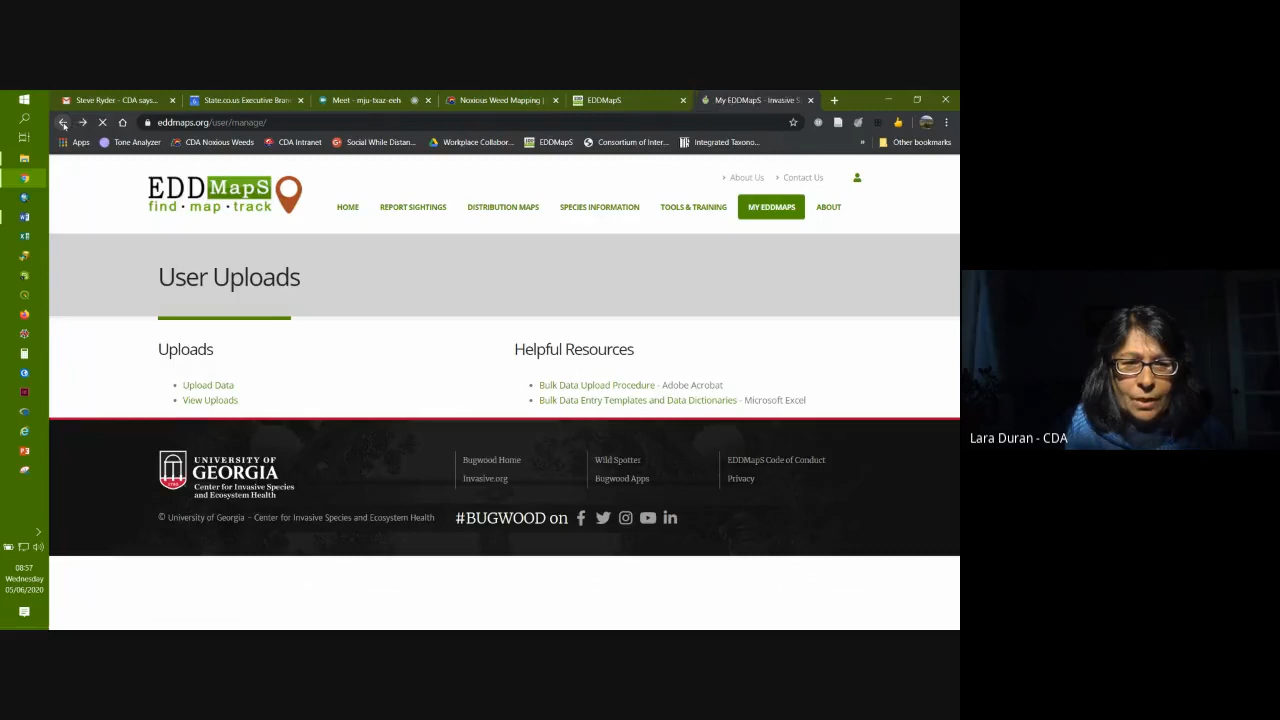 Steve Ryder - CDA says...
State.co.us Executive Bran
Meet - mju-txaz-eeh
Noxious Weed Mapping |
EDDMapS
My EDDMapS - Invasive S
eddmaps.org/user/manage/
Apps
Tone Analyzer
CDA Noxious Weeds
CDA Intranet
Social While Distan...
Workplace Collabor...
EDDMapS
Consortium of Inter...
Integrated Taxono...
»
Other bookmarks
EDDMapS
find • map • track
About Us
Contact Us
HOME
REPORT SIGHTINGS
DISTRIBUTION MAPS
SPECIES INFORMATION
TOOLS & TRAINING
MY EDDMAPS
ABOUT
User Uploads
Uploads
• Upload Data
• View Uploads
Helpful Resources
• Bulk Data Upload Procedure - Adobe Acrobat
• Bulk Data Entry Templates and Data Dictionaries - Microsoft Excel
UNIVERSITY OF
GEORGIA
Center for Invasive Species
and Ecosystem Health
Bugwood Home
Invasive.org
Wild Spotter
Bugwood Apps
EDDMapS Code of Conduct
Privacy
© University of Georgia - Center for Invasive Species and Ecosystem Health
#BUGWOOD on
08:57
Wednesday
05/06/2020
Lara Duran - CDA